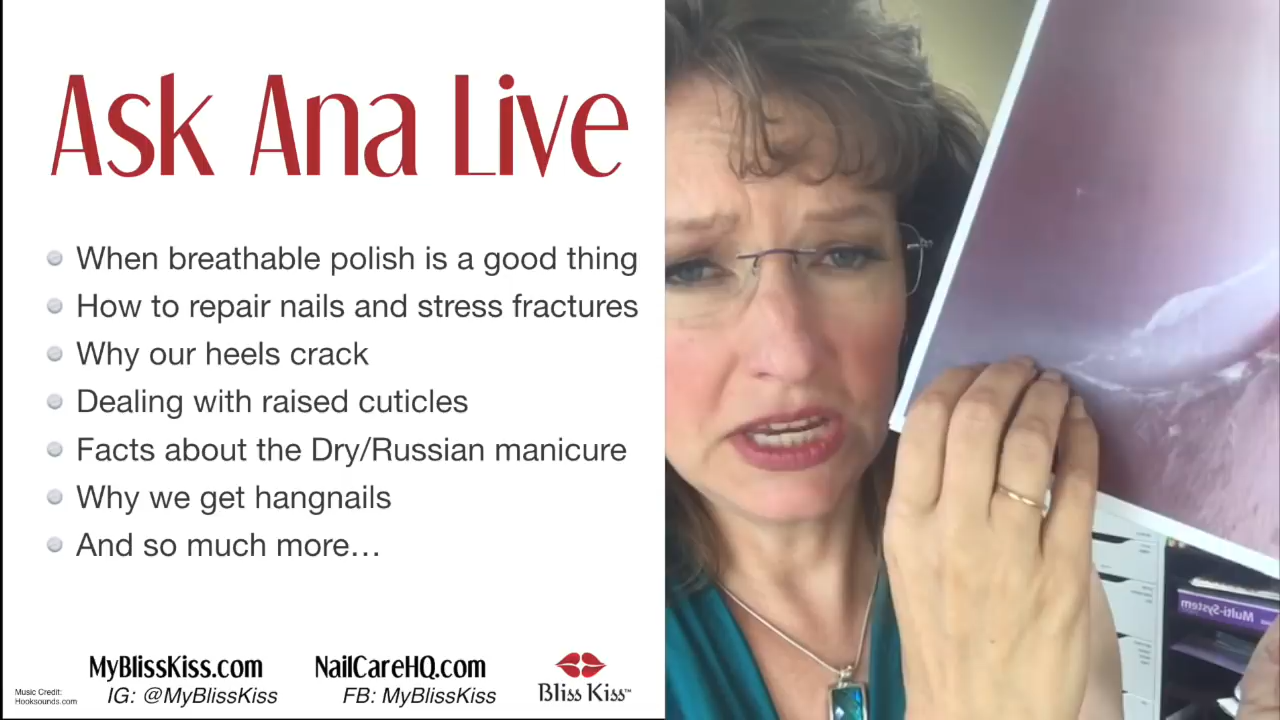 Ask Ana Live
When breathable polish is a good thing
How to repair nails and stress fractures
Why our heels crack
Dealing with raised cuticles
Facts about the Dry/Russian manicure
Why we get hangnails
And so much more…
MyBlissKiss.com
NailCareHQ.com
IG: @MyBlissKiss
FB: MyBlissKiss
Music Credit:
Hooksounds.com
Bliss Kiss™
Multi-System